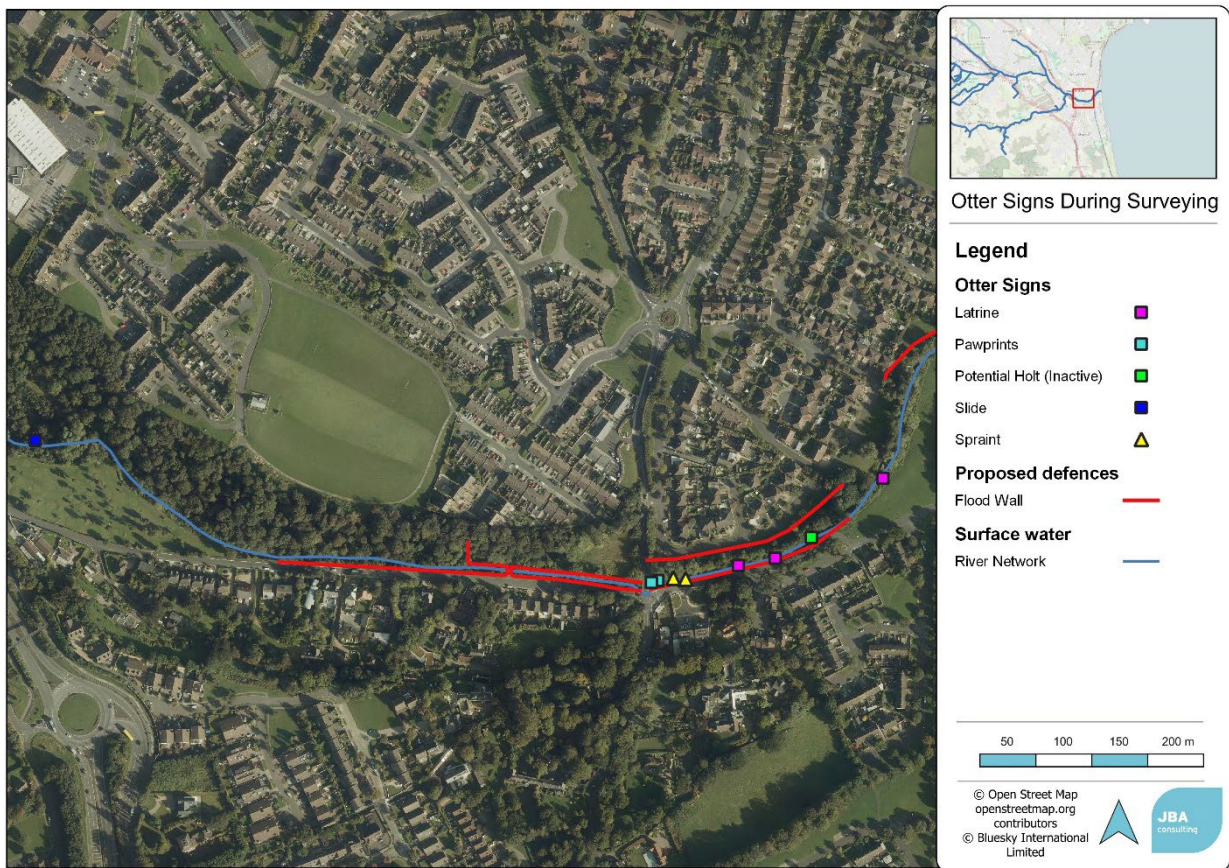 Otter Signs During Surveying
Legend
Otter Signs
Latrine
Pawprints
Potential Holt (Inactive)
Slide
Spraint
Proposed defences
Flood Wall
Surface water
River Network
50 100 150 200 m
© Open Street Map
openstreetmap.org
contributors
© Bluesky International
Limited
JBA
consulting